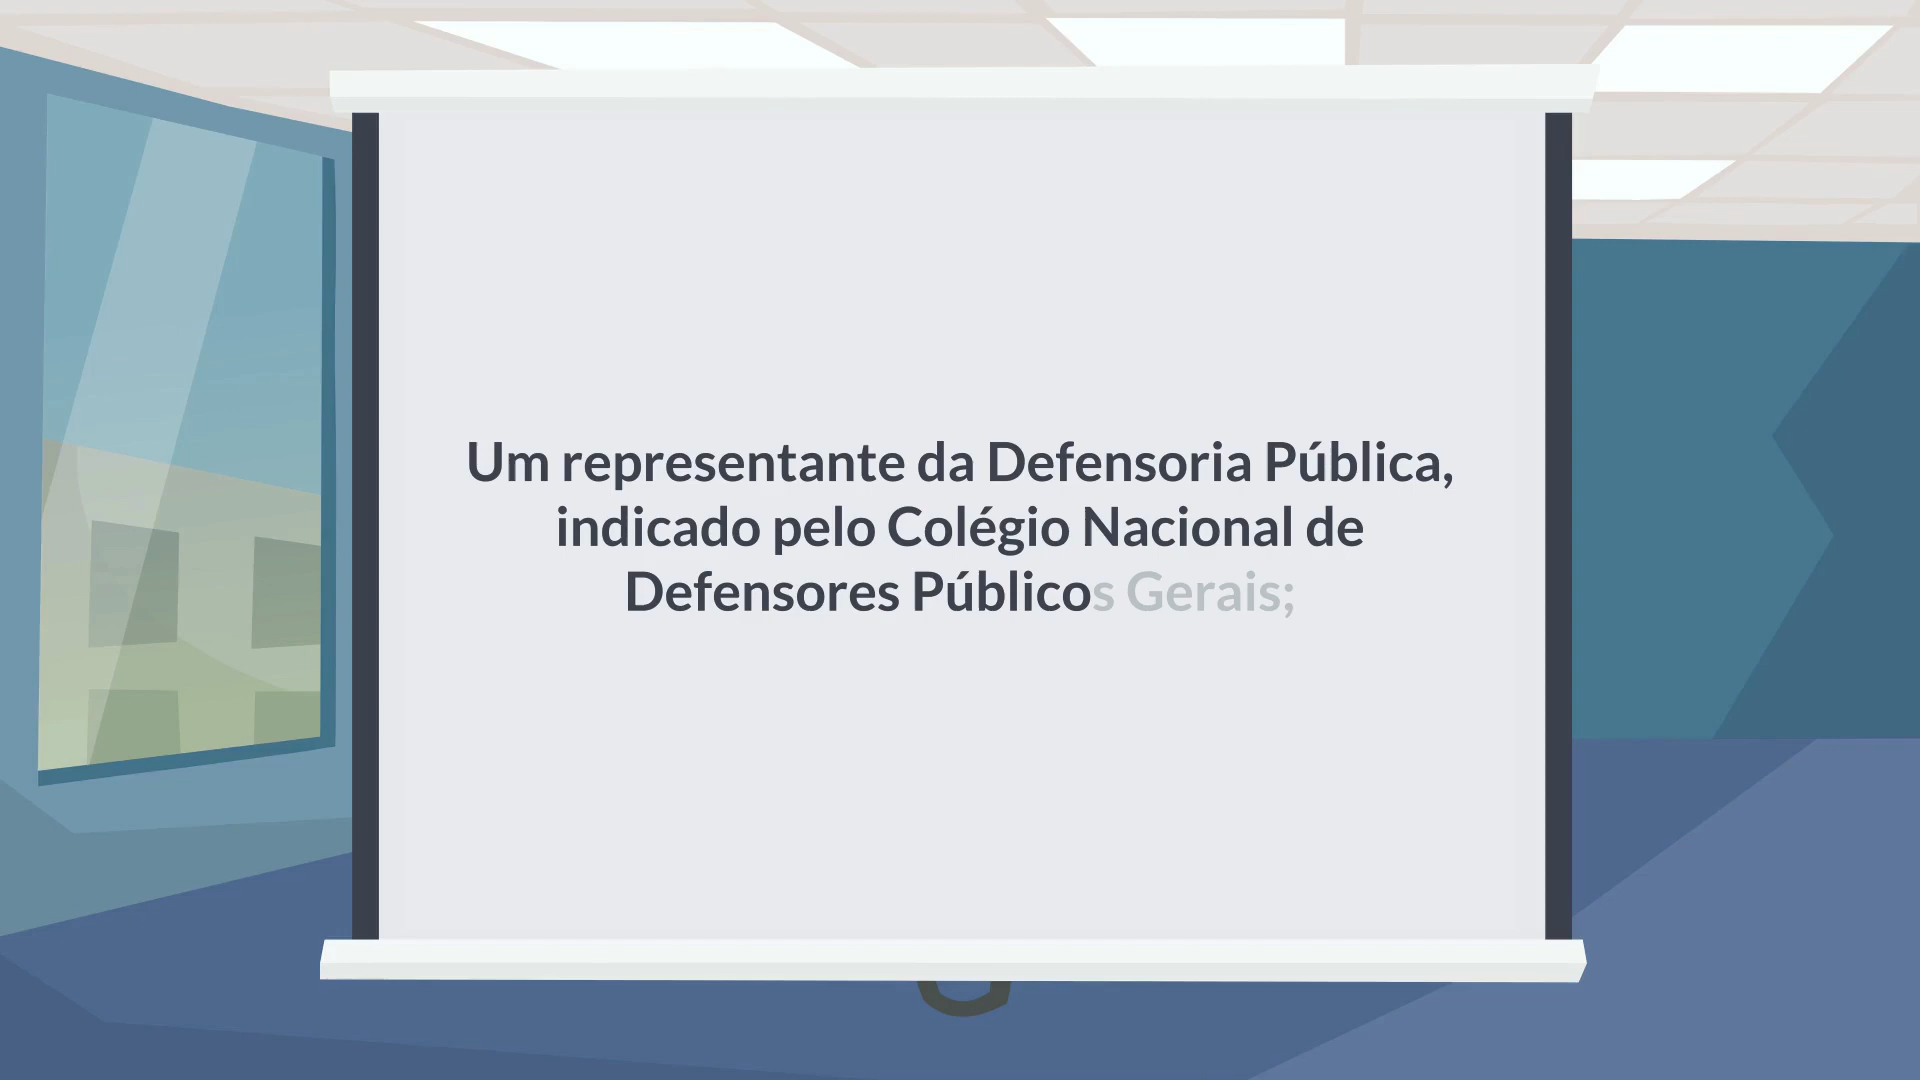 Um representante da Defensoria Pública,
indicado pelo Colégio Nacional de
Defensores Públicos Gerais;